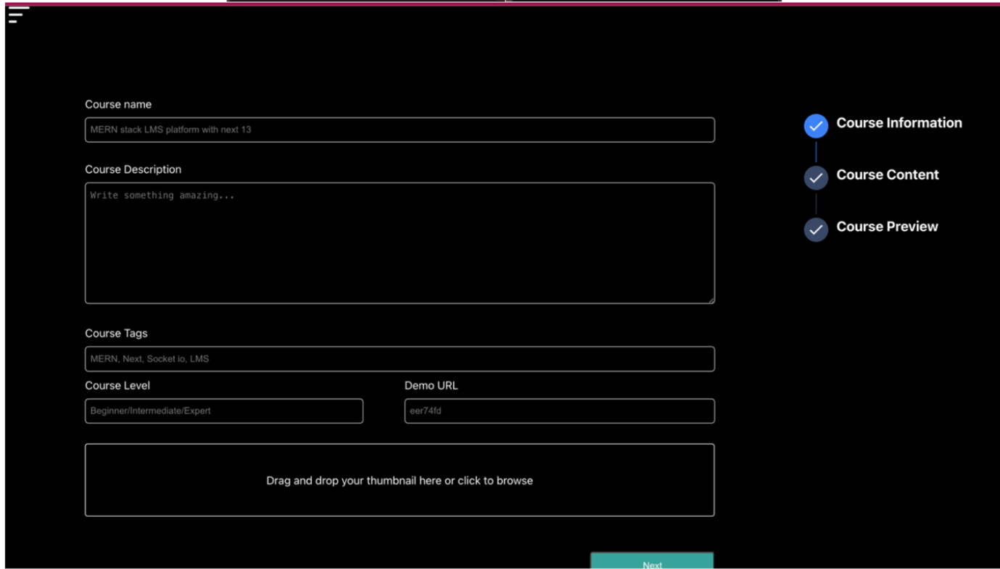 Course name
MERN stack LMS platform with next 13
Course Description
Write something amazing...
Course Tags
MERN, Next, Socket io, LMS
Course Level
Demo URL
Beginner/Intermediate/Expert
eer74fd
Drag and drop your thumbnail here or click to browse
Next
Course Information
Course Content
Course Preview